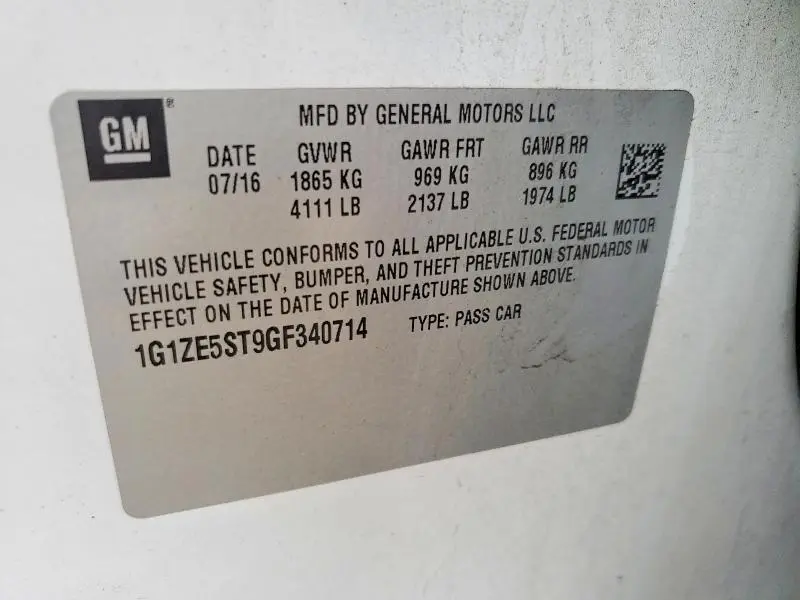 GM®
MFD BY GENERAL MOTORS LLC
DATE GVWR GAWR FRT GAWR RR
07/16 1865 KG 969 KG 896 KG
4111 LB 2137 LB 1974 LB
THIS VEHICLE CONFORMS TO ALL APPLICABLE U.S. FEDERAL MOTOR
VEHICLE SAFETY, BUMPER, AND THEFT PREVENTION STANDARDS IN
EFFECT ON THE DATE OF MANUFACTURE SHOWN ABOVE.
1G1ZE5ST9GF340714 TYPE: PASS CAR